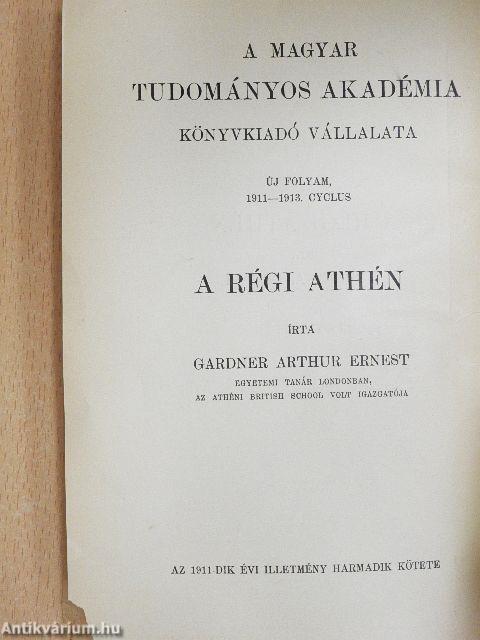 A MAGYAR
TUDOMÁNYOS AKADÉMIA
KÖNYVKIADÓ VÁLLALATA
ÚJ FOLYAM,
1911—1913. CYCLUS
A RÉGI ATHÉN
ÍRTA
GARDNER ARTHUR ERNEST
EGYETEMI TANÁR LONDONBAN,
AZ ATHÉNI BRITISH SCHOOL VOLT IGAZGATÓJA
AZ 1911-DIK ÉVI ILLETMÉNY HARMADIK KÖTETE
Antikvárium.hu